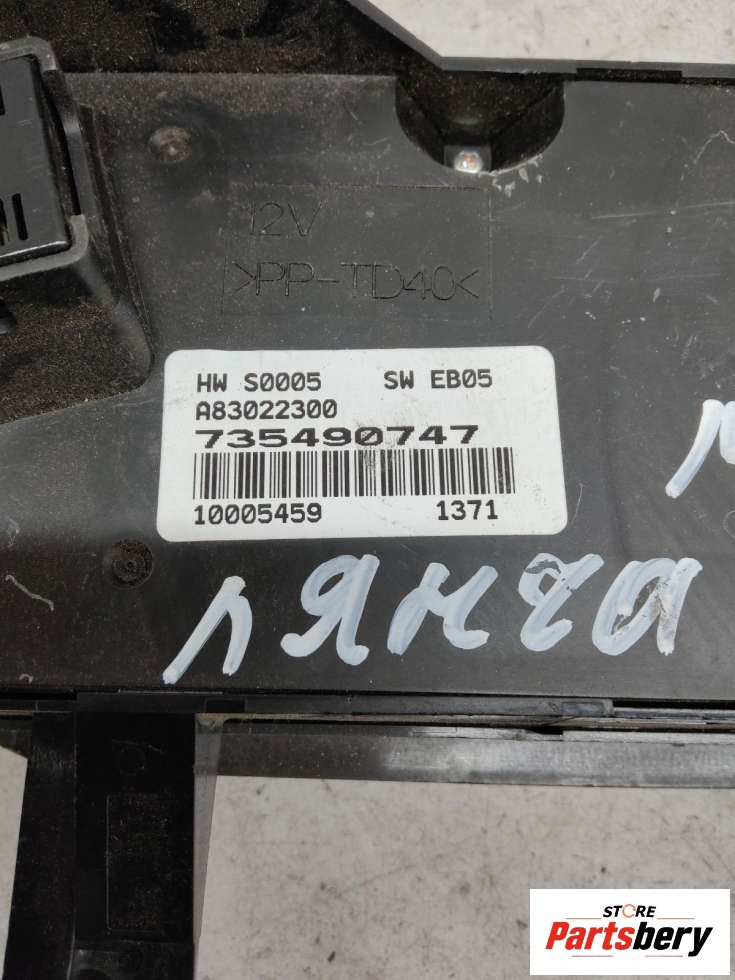 12V
>PP-TD40<
HW S0005 SW EB05
A83022300
735490747
10005459 1371
лянча
STORE
Partsbery